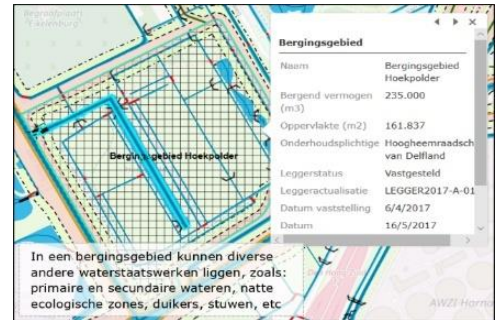 Bergingsgebied
Naam Bergingsgebied
Hoekpolder
Bergend vermogen 235.000
(m3)
Oppervlakte (m2) 161.837
Onderhoudsplichtige Hoogheemraadsch
van Delfland
Leggerstatus Vastgesteld
Leggeractualisatie LEGGER2017-A-01
Datum vaststelling 6/4/2017
Datum 16/5/2017
Bergingsgebied Hoekpolder
In een bergingsgebied kunnen diverse
andere waterstaatswerken liggen, zoals:
primaire en secundaire wateren, natte
ecologische zones, duikers, stuwen, etc
AWZI Harna